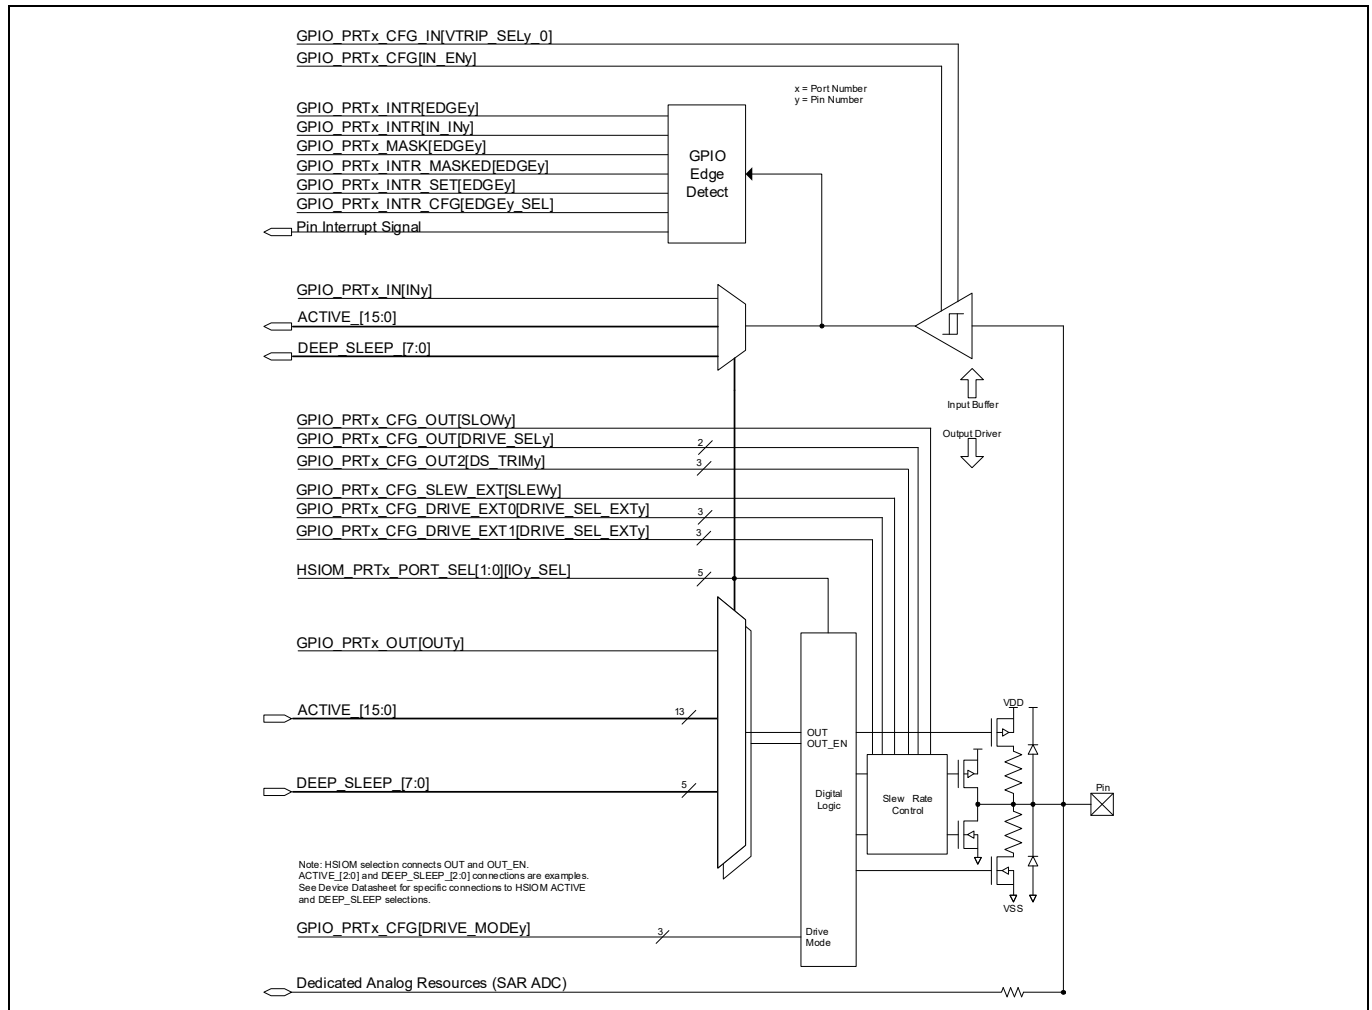 GPIO_PRTx_CFG_IN[VTRIP_SELy_0]
GPIO_PRTx_CFG[IN_ENy]
x = Port Number
y = Pin Number
GPIO_PRTx_INTR[EDGEy]
GPIO_PRTx_INTR[IN_INy]
GPIO_PRTx_MASK[EDGEy]
GPIO_PRTx_INTR_MASKED[EDGEy]
GPIO_PRTx_INTR_SET[EDGEy]
GPIO_PRTx_INTR_CFG[EDGEy_SEL]
Pin Interrupt Signal
GPIO
Edge
Detect
GPIO_PRTx_IN[INy]
ACTIVE_[15:0]
DEEP_SLEEP_[7:0]
Input Buffer
Output Driver
GPIO_PRTx_CFG_OUT[SLOWy]
GPIO_PRTx_CFG_OUT[DRIVE_SELy]
2
GPIO_PRTx_CFG_OUT2[DS_TRIMy]
3
GPIO_PRTx_CFG_SLEW_EXT[SLEWy]
GPIO_PRTx_CFG_DRIVE_EXT0[DRIVE_SEL_EXTy]
3
GPIO_PRTx_CFG_DRIVE_EXT1[DRIVE_SEL_EXTy]
3
HSIOM_PRTx_PORT_SEL[1:0][IOy_SEL]
5
GPIO_PRTx_OUT[OUTy]
ACTIVE_[15:0]
13
DEEP_SLEEP_[7:0]
5
OUT
OUT_EN
Digital
Logic
Drive
Mode
Slew Rate
Control
VDD
VSS
Pin
Note: HSIOM selection connects OUT and OUT_EN.
ACTIVE_[2:0] and DEEP_SLEEP_[2:0] connections are examples.
See Device Datasheet for specific connections to HSIOM ACTIVE
and DEEP_SLEEP selections.
GPIO_PRTx_CFG[DRIVE_MODEy]
3
Dedicated Analog Resources (SAR ADC)